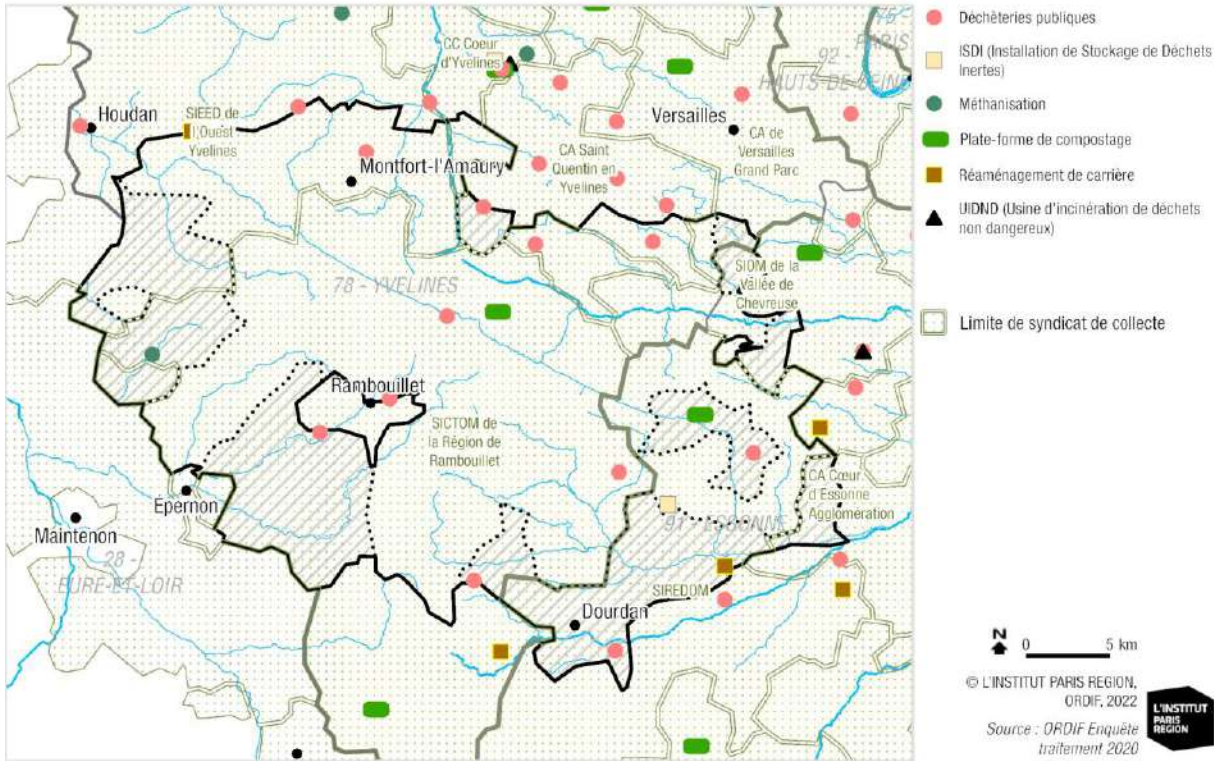 75 -
PARIS
92 -
HAUTS-DE-SEINE
CC Coeur
d'Yvelines
Houdan
SIEED de
l'Ouest
Yvelines
Versailles
CA de
Versailles
Grand Parc
Montfort-l'Amaury
CA Saint
Quentin en
Yvelines
78 - YVELINES
SIOM de la
Vallée de
Chevreuse
Rambouillet
SICTOM de
la Région de
Rambouillet
Épernon
Maintenon
28
EURE-ET-LOIR
CA Cœur
d'Essonne
Agglomération
91 - ESSONNE
SIREDOM
Dourdan
Déchèteries publiques
ISDI (Installation de Stockage de Déchets
Inertes)
Méthanisation
Plate-forme de compostage
Réaménagement de carrière
UIDND (Usine d'incinération de déchets
non dangereux)
Limite de syndicat de collecte
N
0 5 km
© L'INSTITUT PARIS REGION,
ORDIF, 2022
Source : ORDIF Enquête
traitement 2020
L'INSTITUT
PARIS
REGION